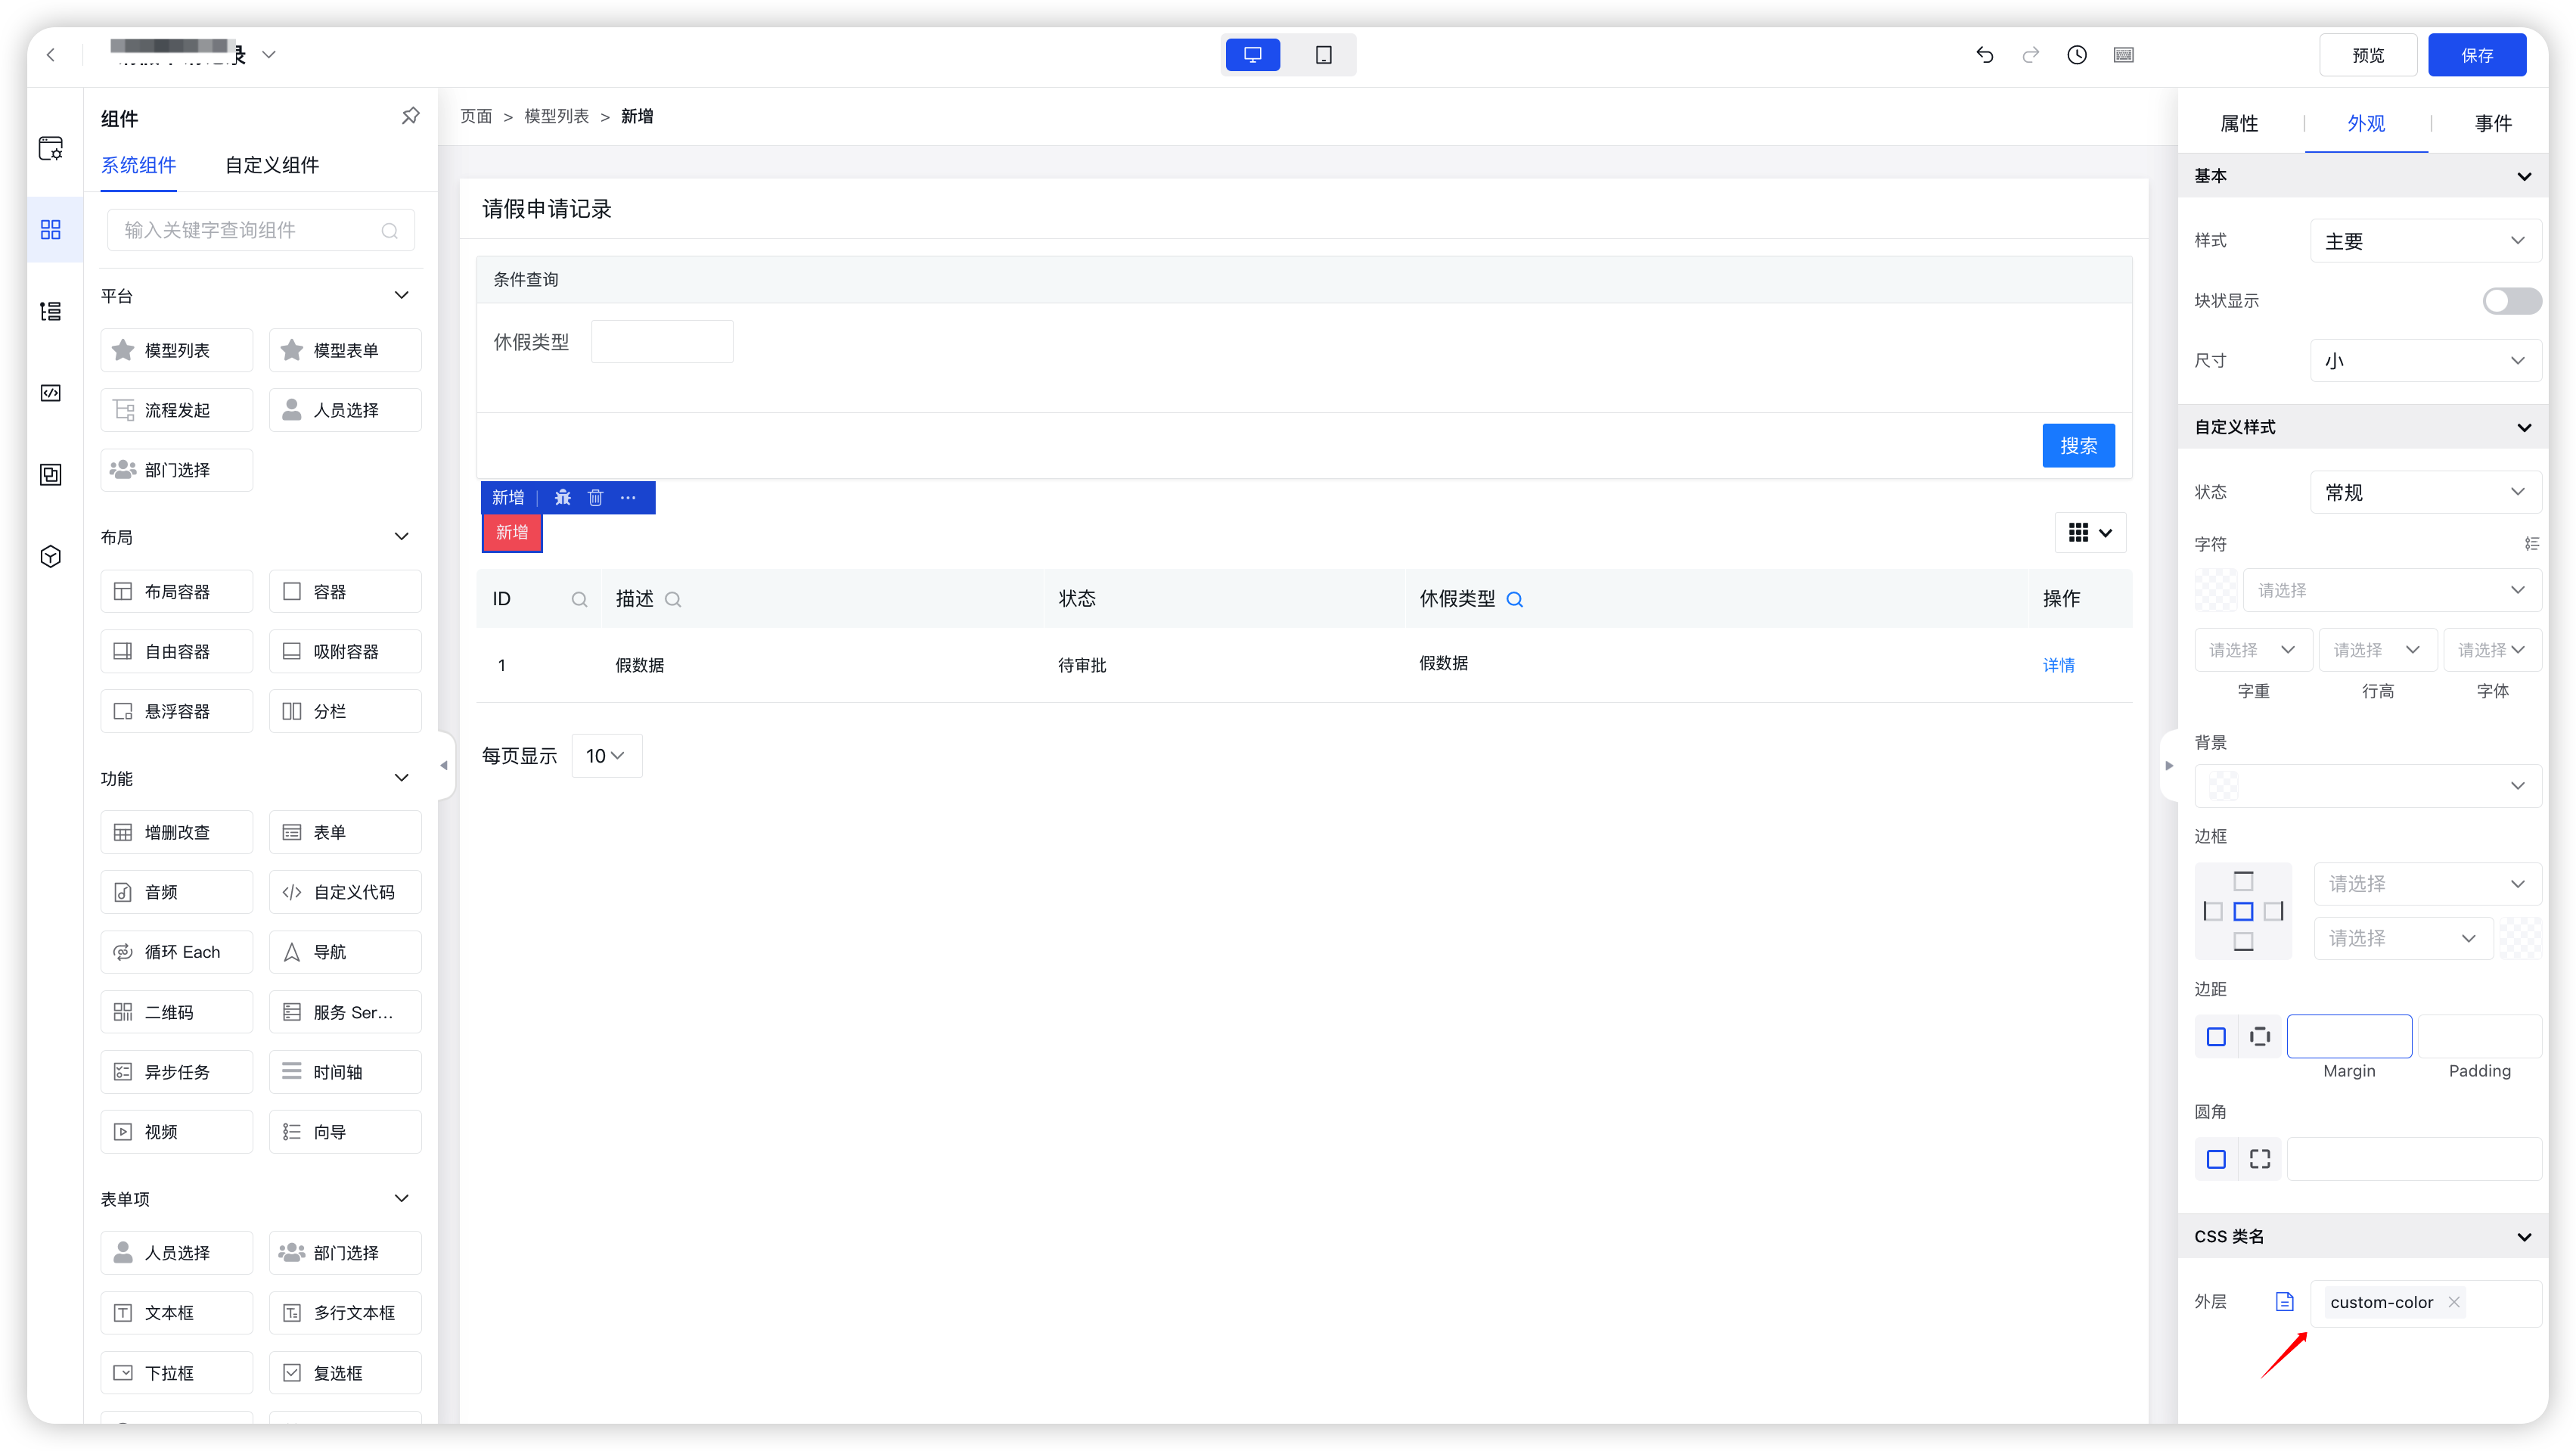 录
预览
保存
组件
系统组件
自定义组件
输入关键字查询组件
平台
模型列表
模型表单
流程发起
人员选择
部门选择
布局
布局容器
容器
自由容器
吸附容器
悬浮容器
分栏
功能
增删改查
表单
音频
自定义代码
循环 Each
导航
二维码
服务 Ser...
异步任务
时间轴
视频
向导
表单项
人员选择
部门选择
文本框
多行文本框
下拉框
复选框
页面 > 模型列表 > 新增
请假申请记录
条件查询
休假类型
搜索
新增
新增
ID
描述
状态
休假类型
操作
1
假数据
待审批
假数据
详情
每页显示
10
属性
外观
事件
基本
样式
主要
块状显示
尺寸
小
自定义样式
状态
常规
字符
请选择
请选择
请选择
请选择
字重
行高
字体
背景
边框
请选择
请选择
边距
Margin
Padding
圆角
CSS 类名
外层
custom-color